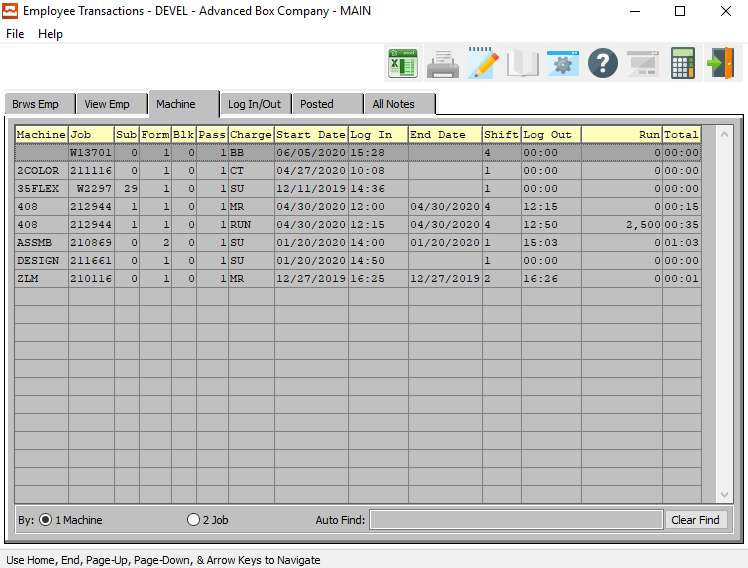 Employee Transactions - DEVEL - Advanced Box Company - MAIN
File Help
Brws Emp View Emp Machine Log In/Out Posted All Notes
Machine Job Sub Form Blk Pass Charge Start Date Log In End Date Shift Log Out Run Total
W13701 0 1 0 1 BB 06/05/2020 15:28 4 00:00 0 00:00
2COLOR 211116 0 1 0 1 CT 04/27/2020 10:08 1 00:00 0 00:00
35FLEX W2297 29 1 0 1 SU 12/11/2019 14:36 1 00:00 0 00:00
408 212944 1 1 0 1 MR 04/30/2020 12:00 04/30/2020 4 12:15 0 00:15
408 212944 1 1 0 1 RUN 04/30/2020 12:15 04/30/2020 4 12:50 2,500 00:35
ASSMB 210869 0 2 0 1 SU 01/20/2020 14:00 01/20/2020 1 15:03 0 01:03
DESIGN 211661 0 1 0 1 SU 01/20/2020 14:50 1 00:00 0 00:00
ZLM 210116 0 1 0 1 MR 12/27/2019 16:25 12/27/2019 2 16:26 0 00:01
By: 1 Machine 2 Job Auto Find: Clear Find
Use Home, End, Page-Up, Page-Down, & Arrow Keys to Navigate